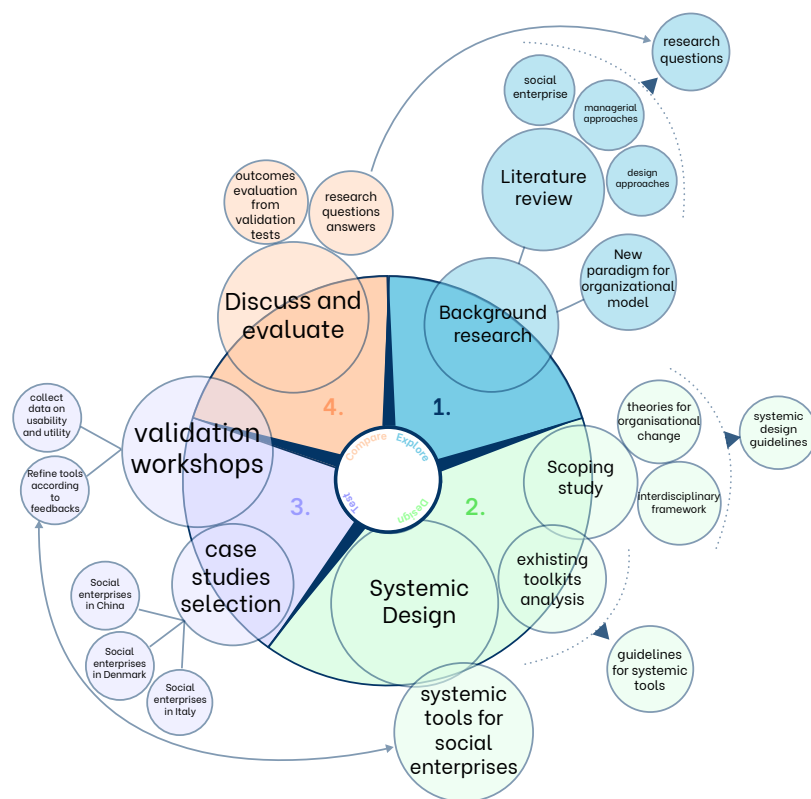 research
questions
social
enterprise
managerial
approaches
design
approaches
Literature
review
New
paradigm for
organizational
model
Background
research
1.
Explore
theories for
organisational
change
interdisciplinary
framework
systemic
design
guidelines
Scoping
study
exhisting
toolkits
analysis
guidelines
for systemic
tools
2.
Design
Systemic
Design
systemic
tools for
social
enterprises
3.
Test
case
studies
selection
Social
enterprises
in China
Social
enterprises
in Denmark
Social
enterprises
in Italy
validation
workshops
collect
data on
usability
and utility
Refine tools
according
to
feedbacks
4.
Compare
Discuss and
evaluate
outcomes
evaluation
from
validation
tests
research
questions
answers